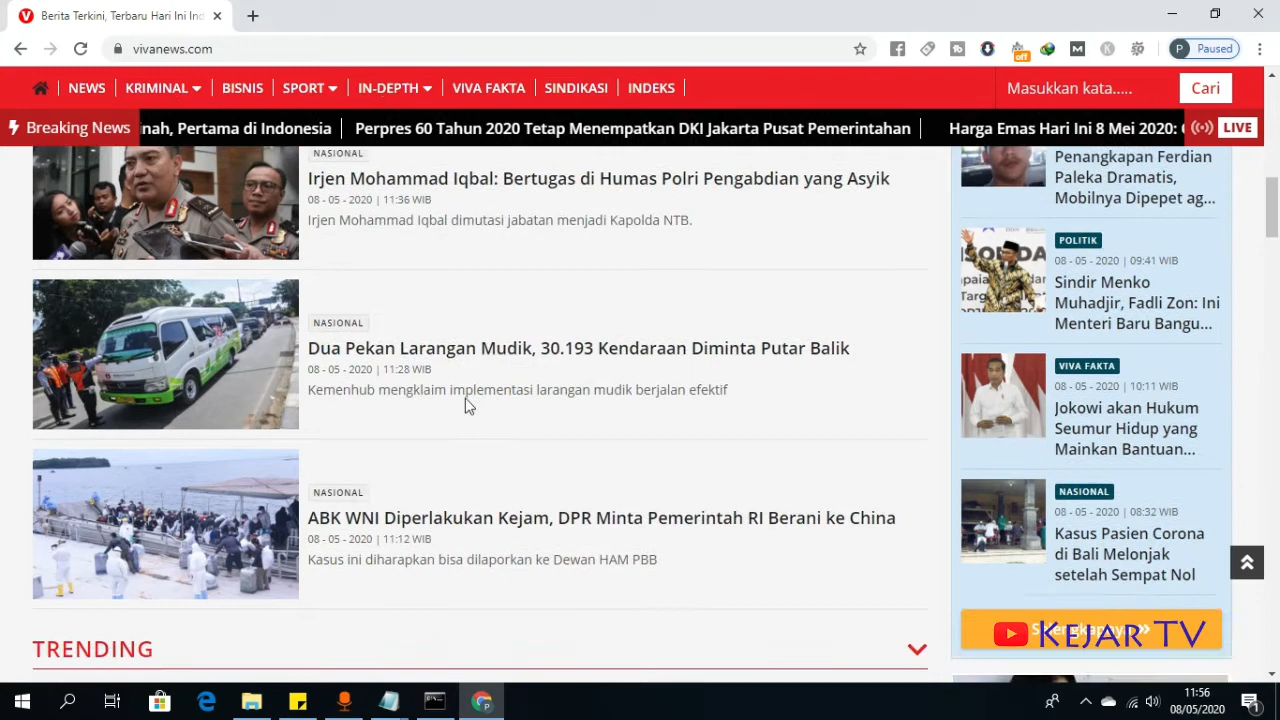 Berita Terkini, Terbaru Hari Ini Ind
vivanews.com
Paused
NEWS KRIMINAL BISNIS SPORT IN-DEPTH VIVA FAKTA SINDIKASI INDEKS
Masukkan kata.....
Cari
Breaking News
inah, Pertama di Indonesia
Perpres 60 Tahun 2020 Tetap Menempatkan DKI Jakarta Pusat Pemerintahan
Harga Emas Hari Ini 8 Mei 2020:
LIVE
NASIONAL
Irjen Mohammad Iqbal: Bertugas di Humas Polri Pengabdian yang Asyik
08 - 05 - 2020 | 11:36 WIB
Irjen Mohammad Iqbal dimutasi jabatan menjadi Kapolda NTB.
NASIONAL
Dua Pekan Larangan Mudik, 30.193 Kendaraan Diminta Putar Balik
08 - 05 - 2020 | 11:28 WIB
Kemenhub mengklaim implementasi larangan mudik berjalan efektif
NASIONAL
ABK WNI Diperlakukan Kejam, DPR Minta Pemerintah RI Berani ke China
08 - 05 - 2020 | 11:12 WIB
Kasus ini diharapkan bisa dilaporkan ke Dewan HAM PBB
TRENDING
Penangkapan Ferdian
Paleka Dramatis,
Mobilnya Dipepet ag...
POLITIK
08 - 05 - 2020 | 09:41 WIB
Sindir Menko
Muhadjir, Fadli Zon: Ini
Menteri Baru Bangu...
VIVA FAKTA
08 - 05 - 2020 | 10:11 WIB
Jokowi akan Hukum
Seumur Hidup yang
Mainkan Bantuan...
NASIONAL
08 - 05 - 2020 | 08:32 WIB
Kasus Pasien Corona
di Bali Melonjak
setelah Sempat Nol
KEJAR TV
11:56
08/05/2020